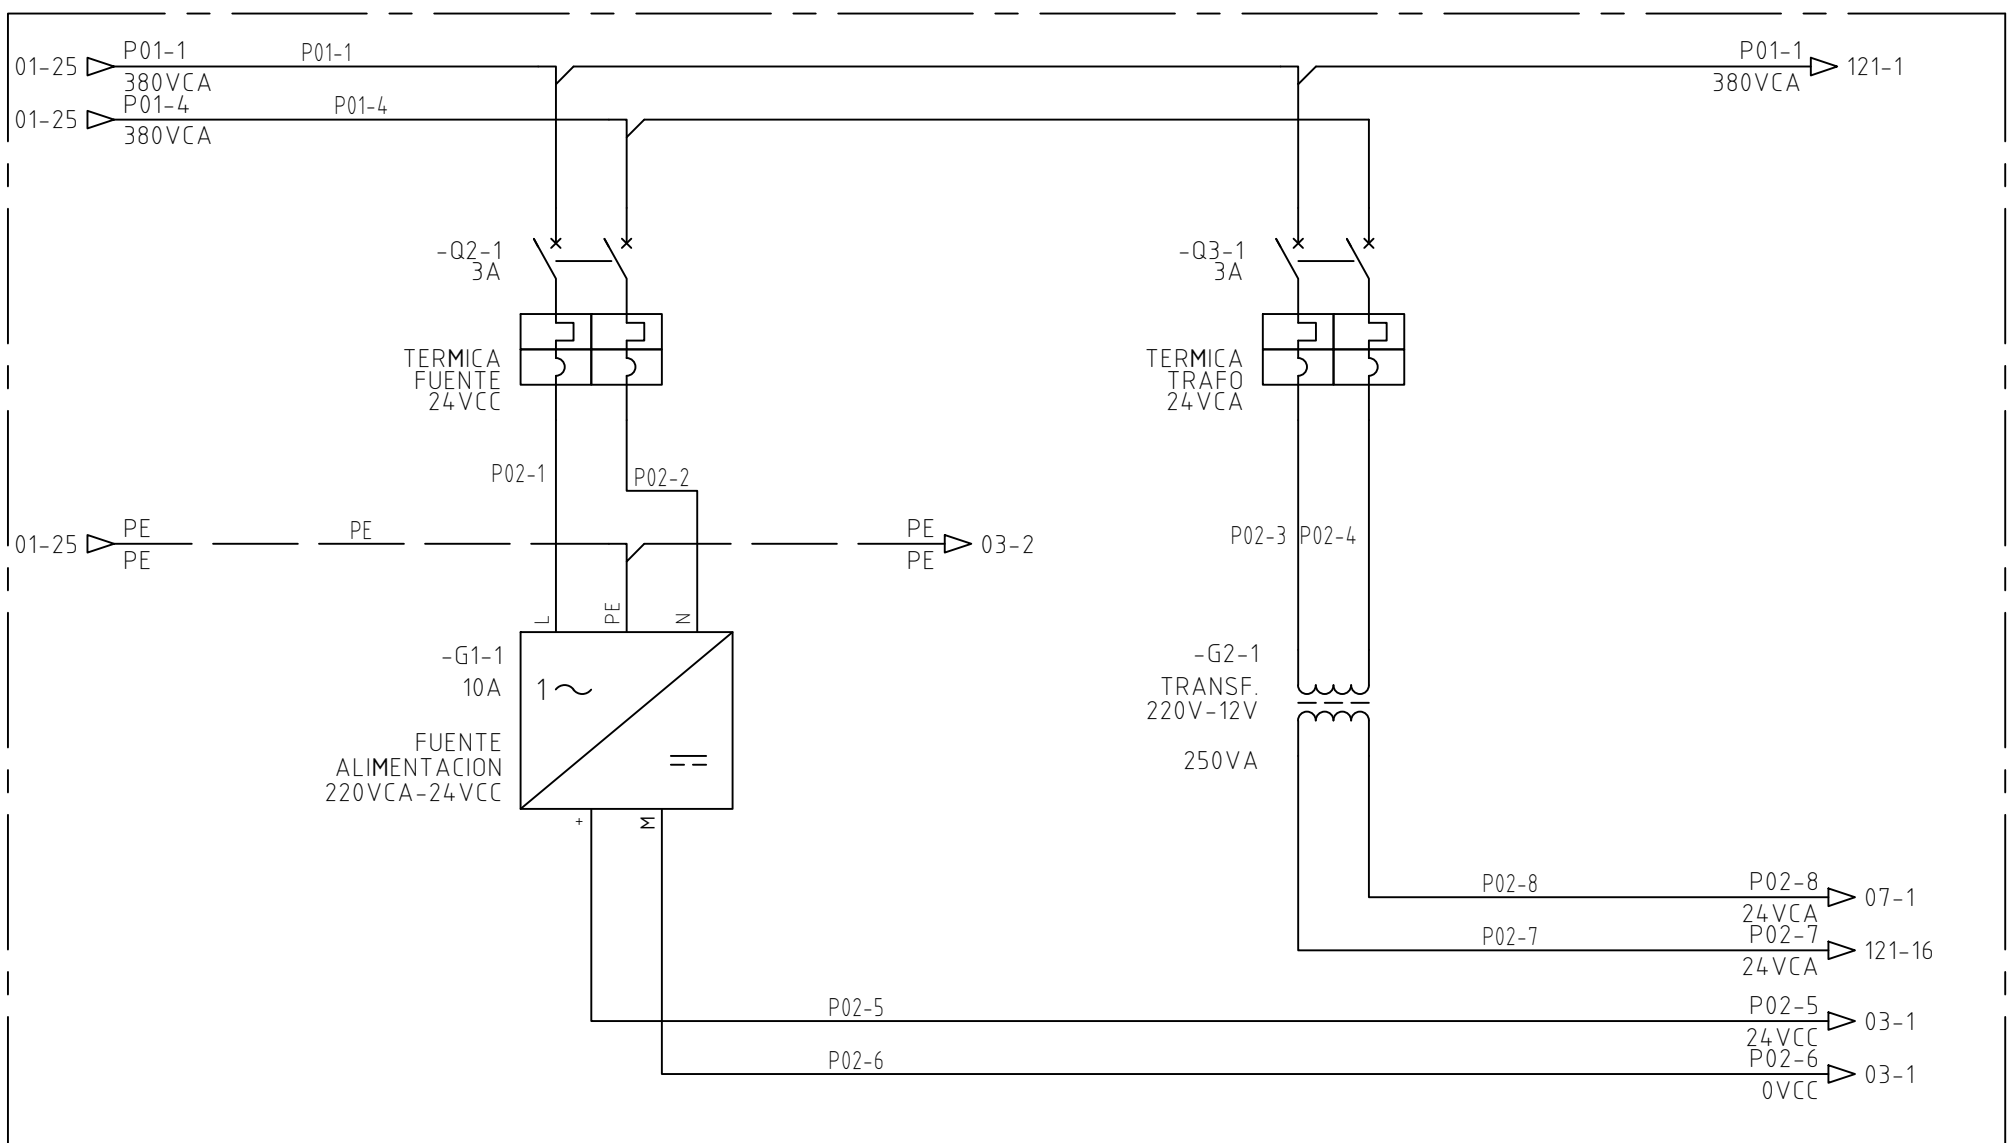 P01-1
P01-1
P01-1
01-25
121-1
380VCA
380VCA
P01-4
P01-4
01-25
380VCA
-Q2-1
3A
-Q3-1
3A
TERMICA
FUENTE
24VCC
TERMICA
TRAFO
24VCA
P02-1
P02-2
PE
PE
PE
01-25
03-2
PE
PE
P02-3
P02-4
L
PE
N
-G1-1
10A
1
-G2-1
TRANSF.
220V-12V
250VA
FUENTE
ALIMENTACION
220VCA-24VCC
+
M
P02-8
P02-8
07-1
24VCA
P02-7
P02-7
121-16
24VCA
P02-5
P02-5
03-1
24VCC
P02-6
P02-6
03-1
0VCC